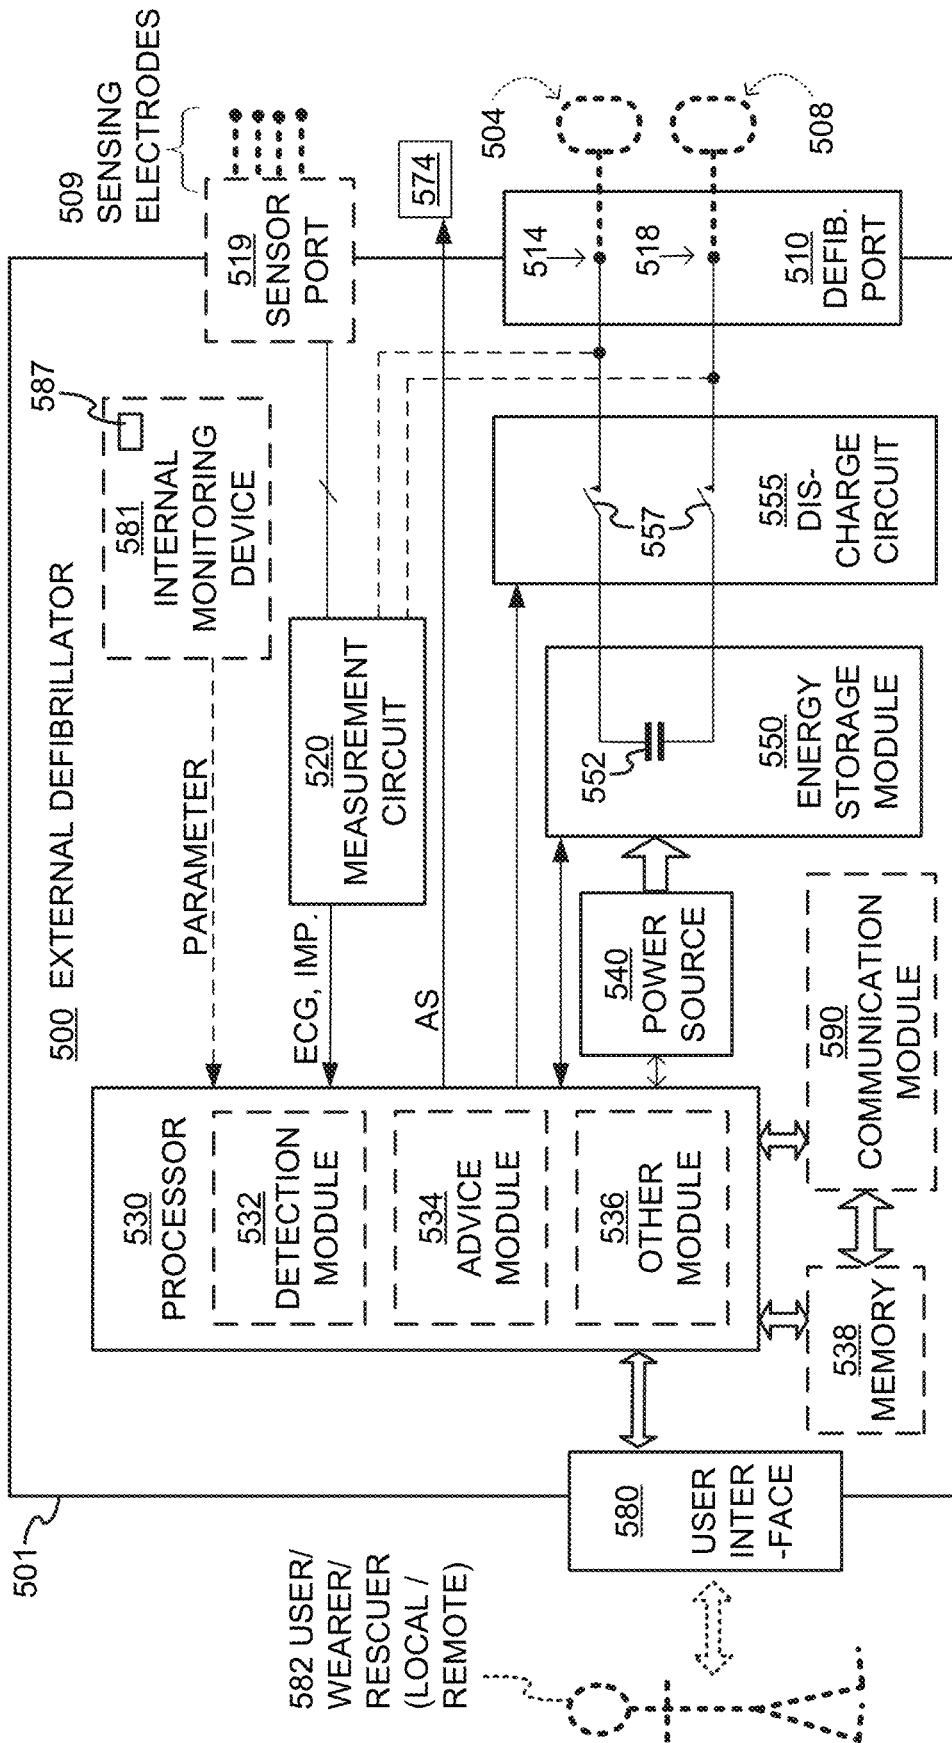 500 EXTERNAL DEFIBRILLATOR
501
582 USER/
WEARER/
RESCUER
(LOCAL /
REMOTE)
580
USER
INTER
-FACE
530
PROCESSOR
532
DETECTION
MODULE
534
ADVICE
MODULE
536
OTHER
MODULE
538
MEMORY
590
COMMUNICATION
MODULE
PARAMETER
ECG, IMP.
AS
540
POWER
SOURCE
520
MEASUREMENT
CIRCUIT
581
INTERNAL
MONITORING
DEVICE
587
552
550
ENERGY
STORAGE
MODULE
557
555
DIS-
CHARGE
CIRCUIT
519
SENSOR
PORT
509
SENSING
ELECTRODES
574
514
518
510
DEFIB.
PORT
504
508